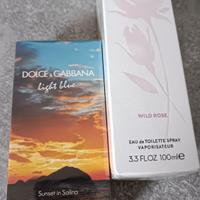 DOLCE & GABBANA
light blue
Sunset in Salina
WILD ROSE
EAU de TOILETTE SPRAY
VAPORISATEUR
3.3 FL.OZ 100ml e